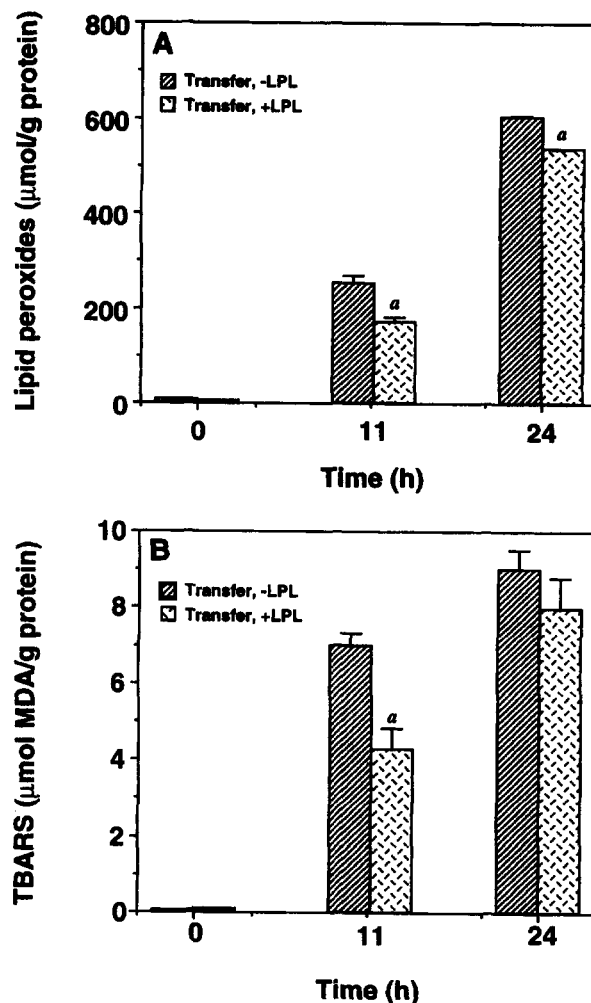 A
Transfer, -LPL
Transfer, +LPL
Lipid peroxides (μmol/g protein)
800
600
400
200
0
a
a
0 11 24
Time (h)
B
Transfer, -LPL
Transfer, +LPL
TBARS (μmol MDA/g protein)
10
8
6
4
2
0
a
0 11 24
Time (h)